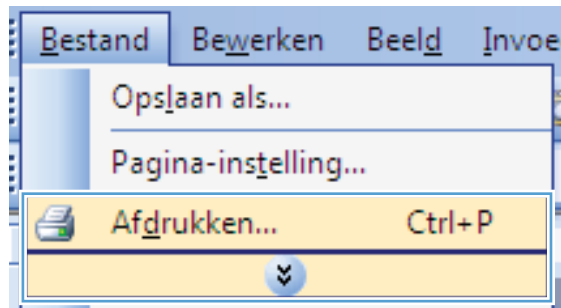 Bestand Bewerken Beeld Invoe
Opslaan als...
Pagina-instelling...
Afdrukken... Ctrl+P